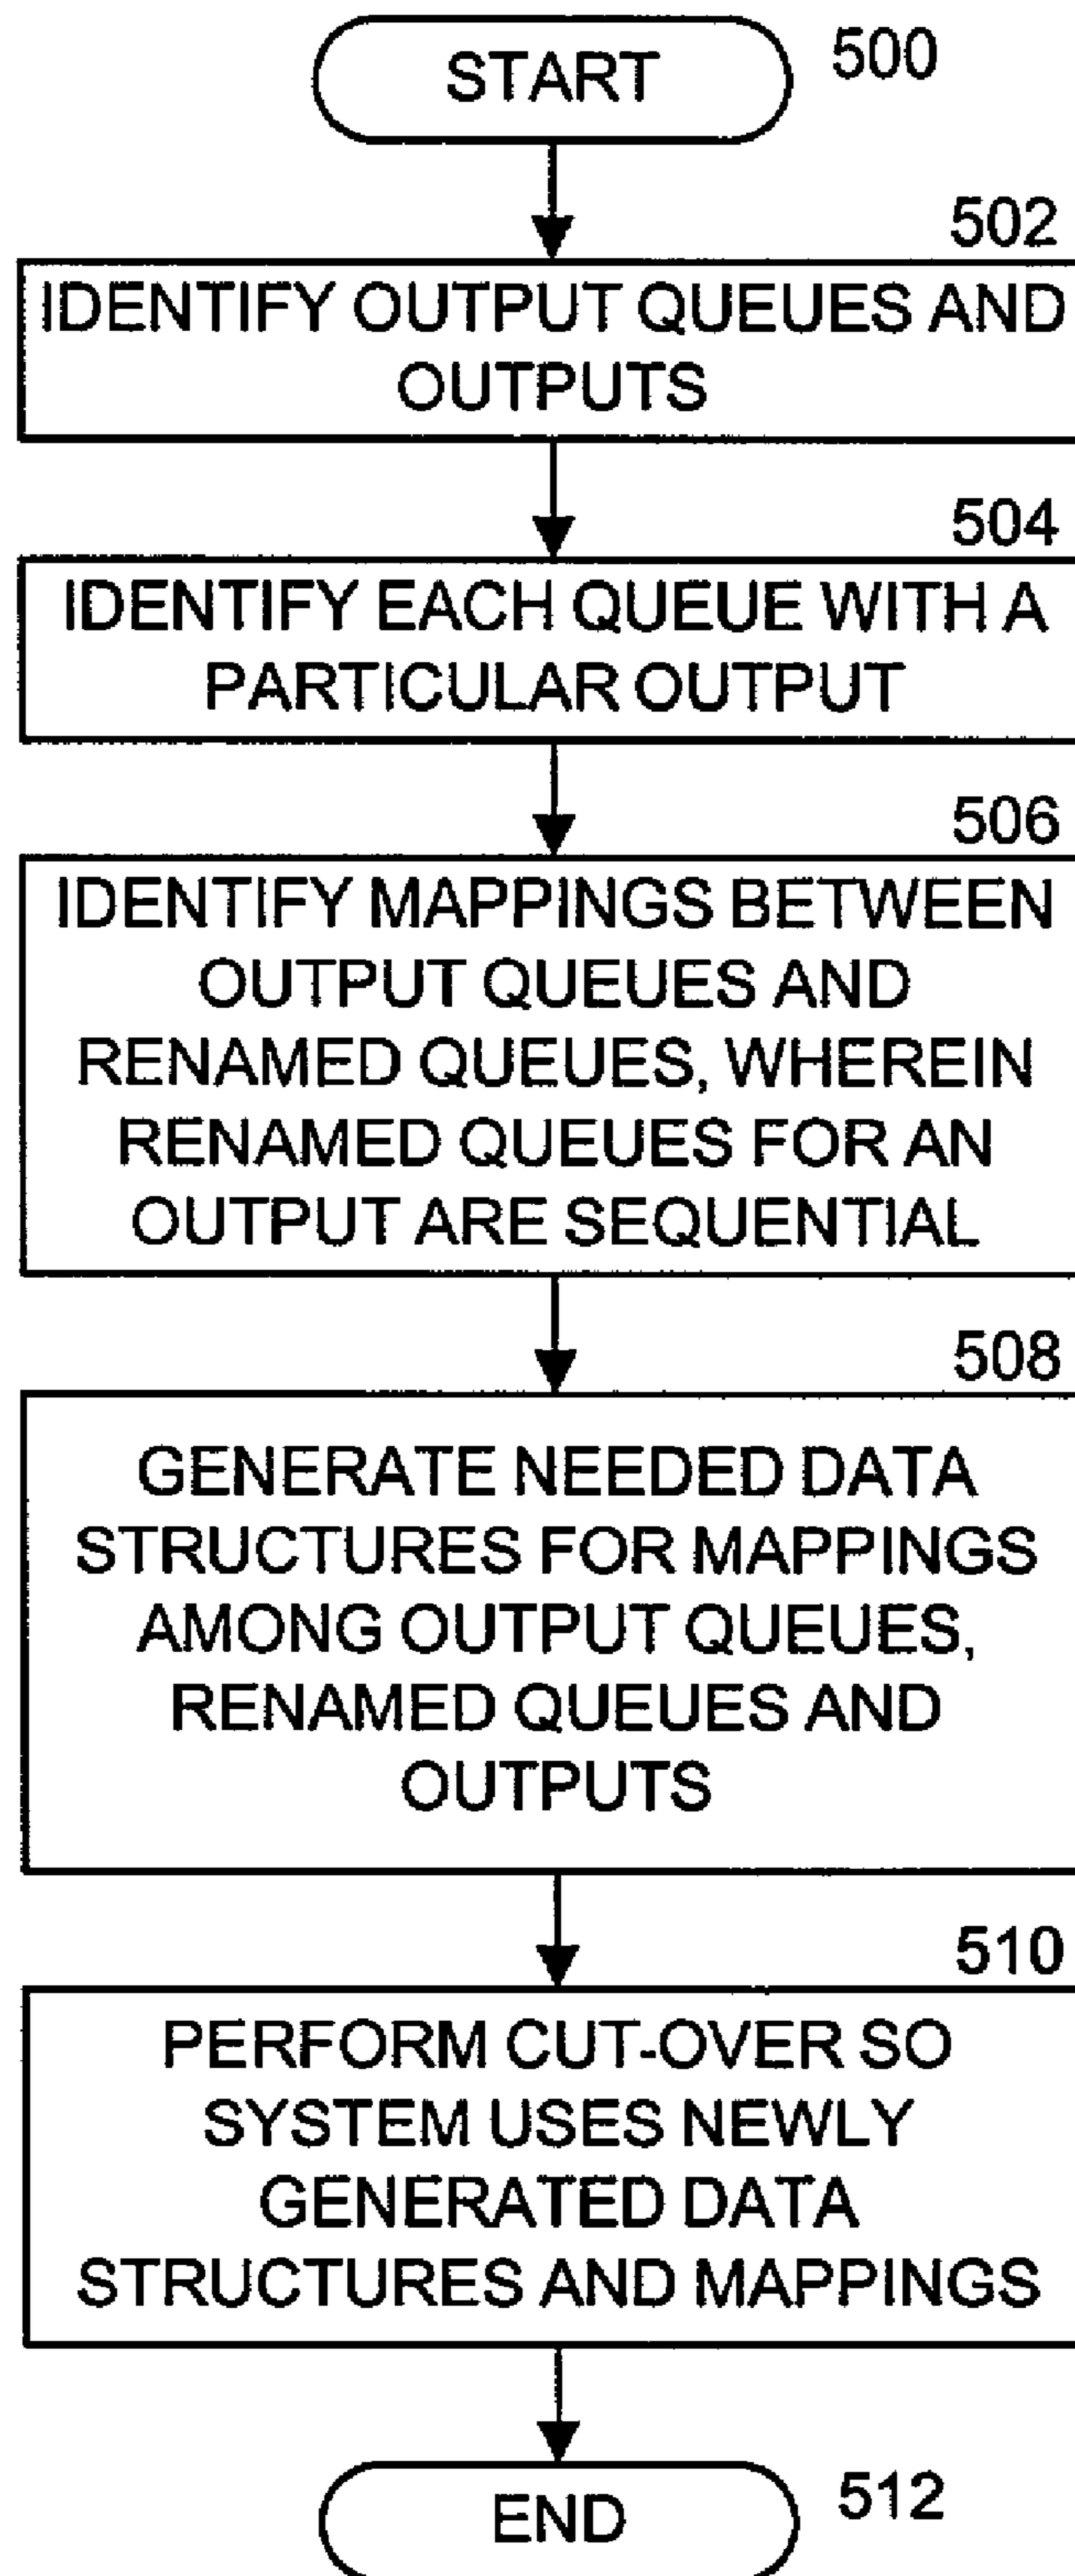 START
500
502
IDENTIFY OUTPUT QUEUES AND
OUTPUTS
504
IDENTIFY EACH QUEUE WITH A
PARTICULAR OUTPUT
506
IDENTIFY MAPPINGS BETWEEN
OUTPUT QUEUES AND
RENAMED QUEUES, WHEREIN
RENAMED QUEUES FOR AN
OUTPUT ARE SEQUENTIAL
508
GENERATE NEEDED DATA
STRUCTURES FOR MAPPINGS
AMONG OUTPUT QUEUES,
RENAMED QUEUES AND
OUTPUTS
510
PERFORM CUT-OVER SO
SYSTEM USES NEWLY
GENERATED DATA
STRUCTURES AND MAPPINGS
END
512